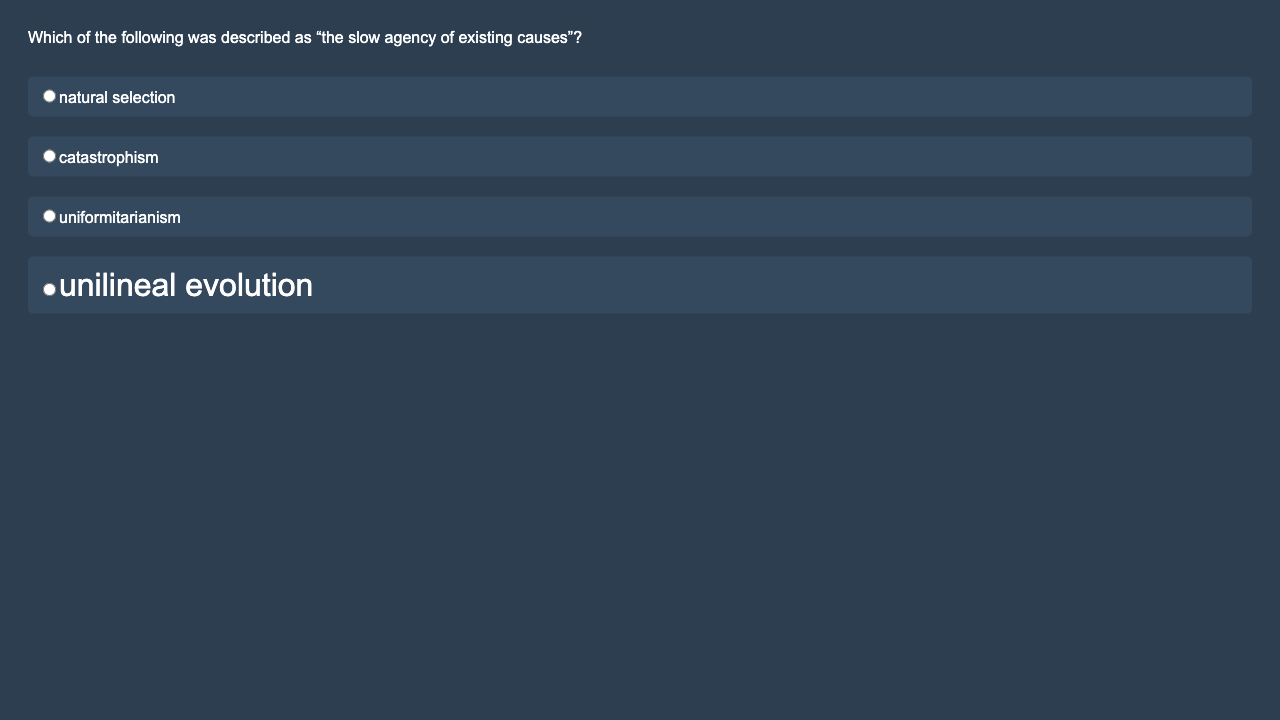 Which of the following was described as “the slow agency of existing causes”?
natural selection
catastrophism
uniformitarianism
unilineal evolution